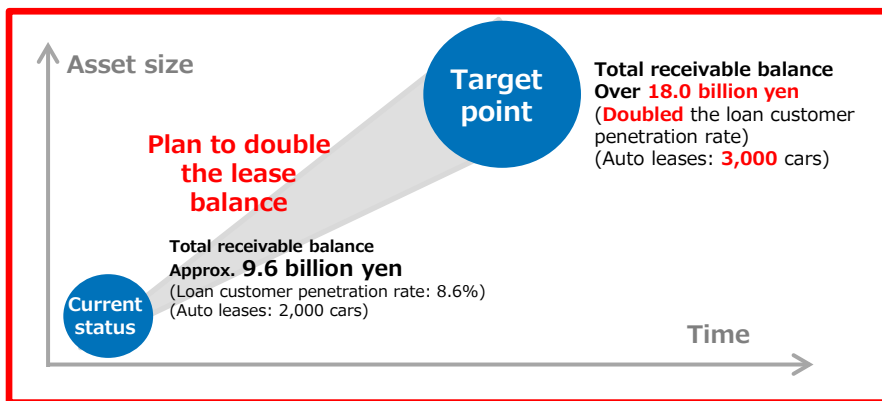 Asset size
Target
point
Total receivable balance
Over 18.0 billion yen
(Doubled the loan customer
penetration rate)
(Auto leases: 3,000 cars)
Plan to double
the lease
balance
Total receivable balance
Approx. 9.6 billion yen
(Loan customer penetration rate: 8.6%)
(Auto leases: 2,000 cars)
Current
status
Time